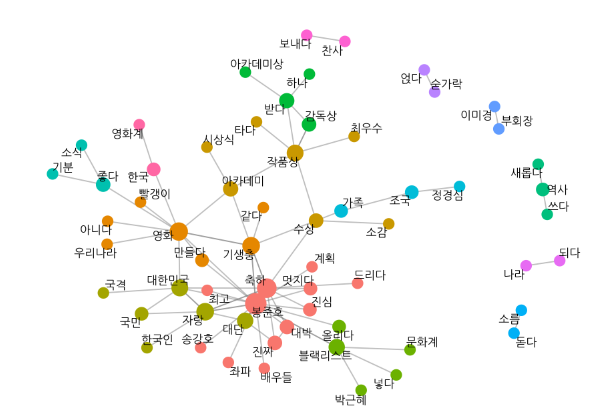 보내다
찬사
아카데미상
하나
얹다
숟가락
받다
감독상
이미경
부회장
타다
최우수
영화계
시상식
소식
작품상
기분
좋다
한국
아카데미
새롭다
역사
빨갱이
가족
조국
정경심
쓰다
같다
아니다
영화
수상
소감
우리나라
만들다
기생충
되다
계획
나라
대한민국
축하
멋지다
드리다
국격
최고
진심
봉준호
소름
국민
자랑
대단
대박
올리다
돋다
한국인
송강호
진짜
블랙리스트
문화계
좌파
배우들
넣다
박근혜